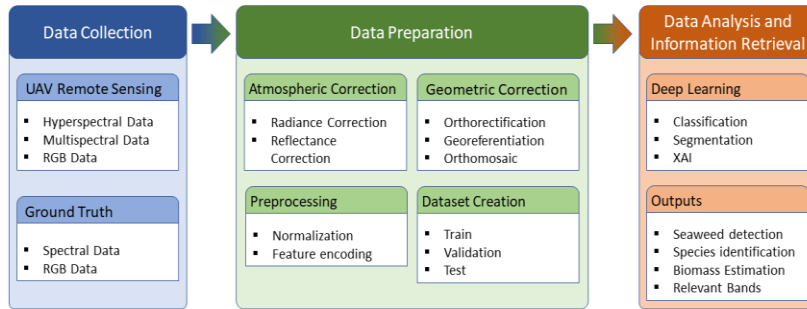 Data Collection
UAV Remote Sensing
Hyperspectral Data
Multispectral Data
RGB Data
Ground Truth
Spectral Data
RGB Data
Data Preparation
Atmospheric Correction
Radiance Correction
Reflectance
Correction
Geometric Correction
Orthorectification
Georeferentiation
Orthomosaic
Preprocessing
Normalization
Feature encoding
Dataset Creation
Train
Validation
Test
Data Analysis and
Information Retrieval
Deep Learning
Classification
Segmentation
XAI
Outputs
Seaweed detection
Species identification
Biomass Estimation
Relevant Bands